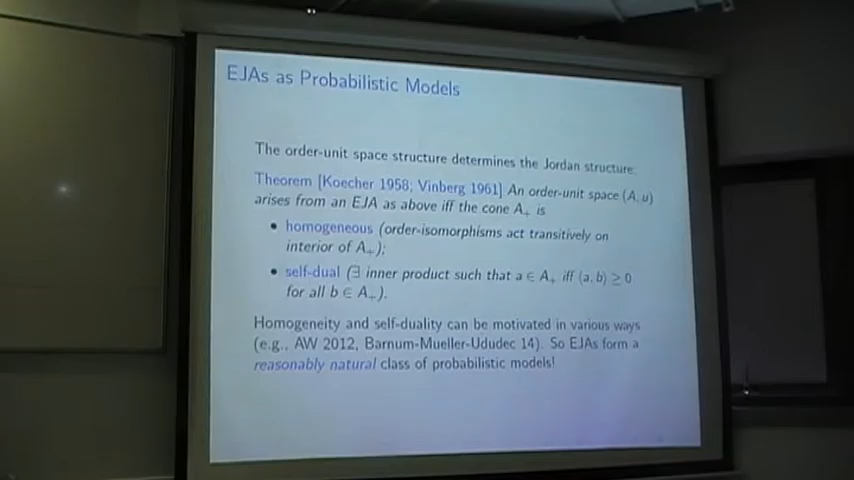 EJAs as Probabilistic Models
The order-unit space structure determines the Jordan structure:
Theorem [Koecher 1958; Vinberg 1961] An order-unit space (A, u)
arises from an EJA as above iff the cone A₊ is
• homogeneous (order-isomorphisms act transitively on
interior of A₊);
• self-dual (∃ inner product such that a ∈ A₊ iff ⟨a, b⟩ ≥ 0
for all b ∈ A₊).
Homogeneity and self-duality can be motivated in various ways
(e.g., AW 2012, Barnum-Mueller-Ududec 14). So EJAs form a
reasonably natural class of probabilistic models!